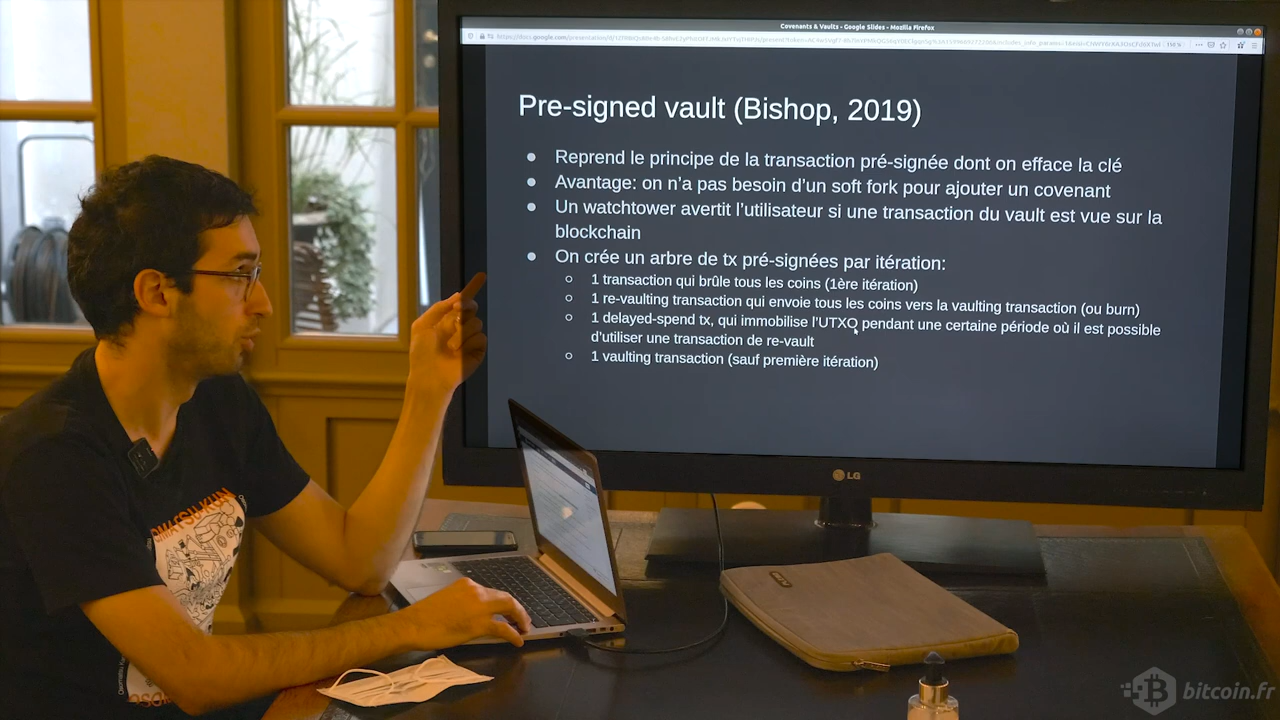 Covenants & Vaults - Google Slides - Mozilla Firefox
Pre-signed vault (Bishop, 2019)
Reprend le principe de la transaction pré-signée dont on efface la clé
Avantage: on n'a pas besoin d'un soft fork pour ajouter un covenant
Un watchtower avertit l'utilisateur si une transaction du vault est vue sur la
blockchain
On crée un arbre de tx pré-signées par itération:
1 transaction qui brûle tous les coins (1ère itération)
1 re-vaulting transaction qui envoie tous les coins vers la vaulting transaction (ou burn)
1 delayed-spend tx, qui immobilise l'UTXO pendant une certaine période où il est possible
d'utiliser une transaction de re-vault
1 vaulting transaction (sauf première itération)
LG
bitcoin.fr